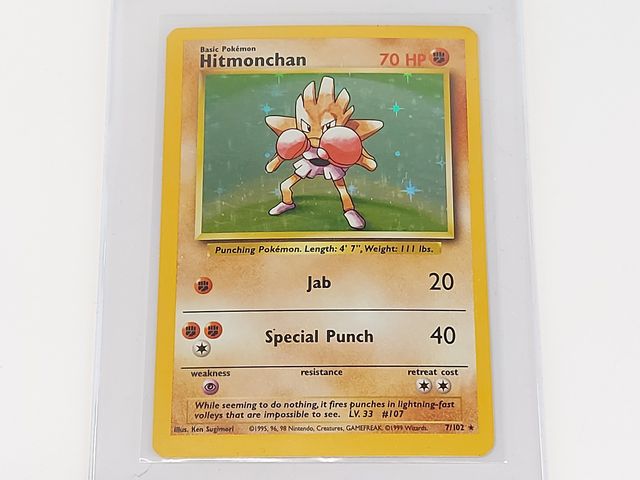 Basic Pokémon
Hitmonchan 70 HP
Punching Pokémon. Length: 4' 7", Weight: 111 lbs.
Jab 20
Special Punch 40
weakness resistance retreat cost
While seeming to do nothing, it fires punches in lightning-fast
volleys that are impossible to see. LV. 33 #107
Illus. Ken Sugimori ©1995, 96, 98 Nintendo, Creatures, GAMEFREAK. ©1999 Wizards. 7/102 ★